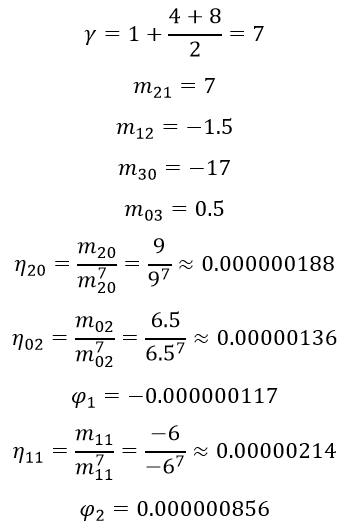 γ = 1 + (4 + 8)/2 = 7
m₂₁ = 7
m₁₂ = −1.5
m₃₀ = −17
m₀₃ = 0.5
η₂₀ = m₂₀/m₂₀⁷ = 9/9⁷ ≈ 0.000000188
η₀₂ = m₀₂/m₀₂⁷ = 6.5/6.5⁷ ≈ 0.00000136
φ₁ = −0.000000117
η₁₁ = m₁₁/m₁₁⁷ = −6/−6⁷ ≈ 0.00000214
φ₂ = 0.000000856